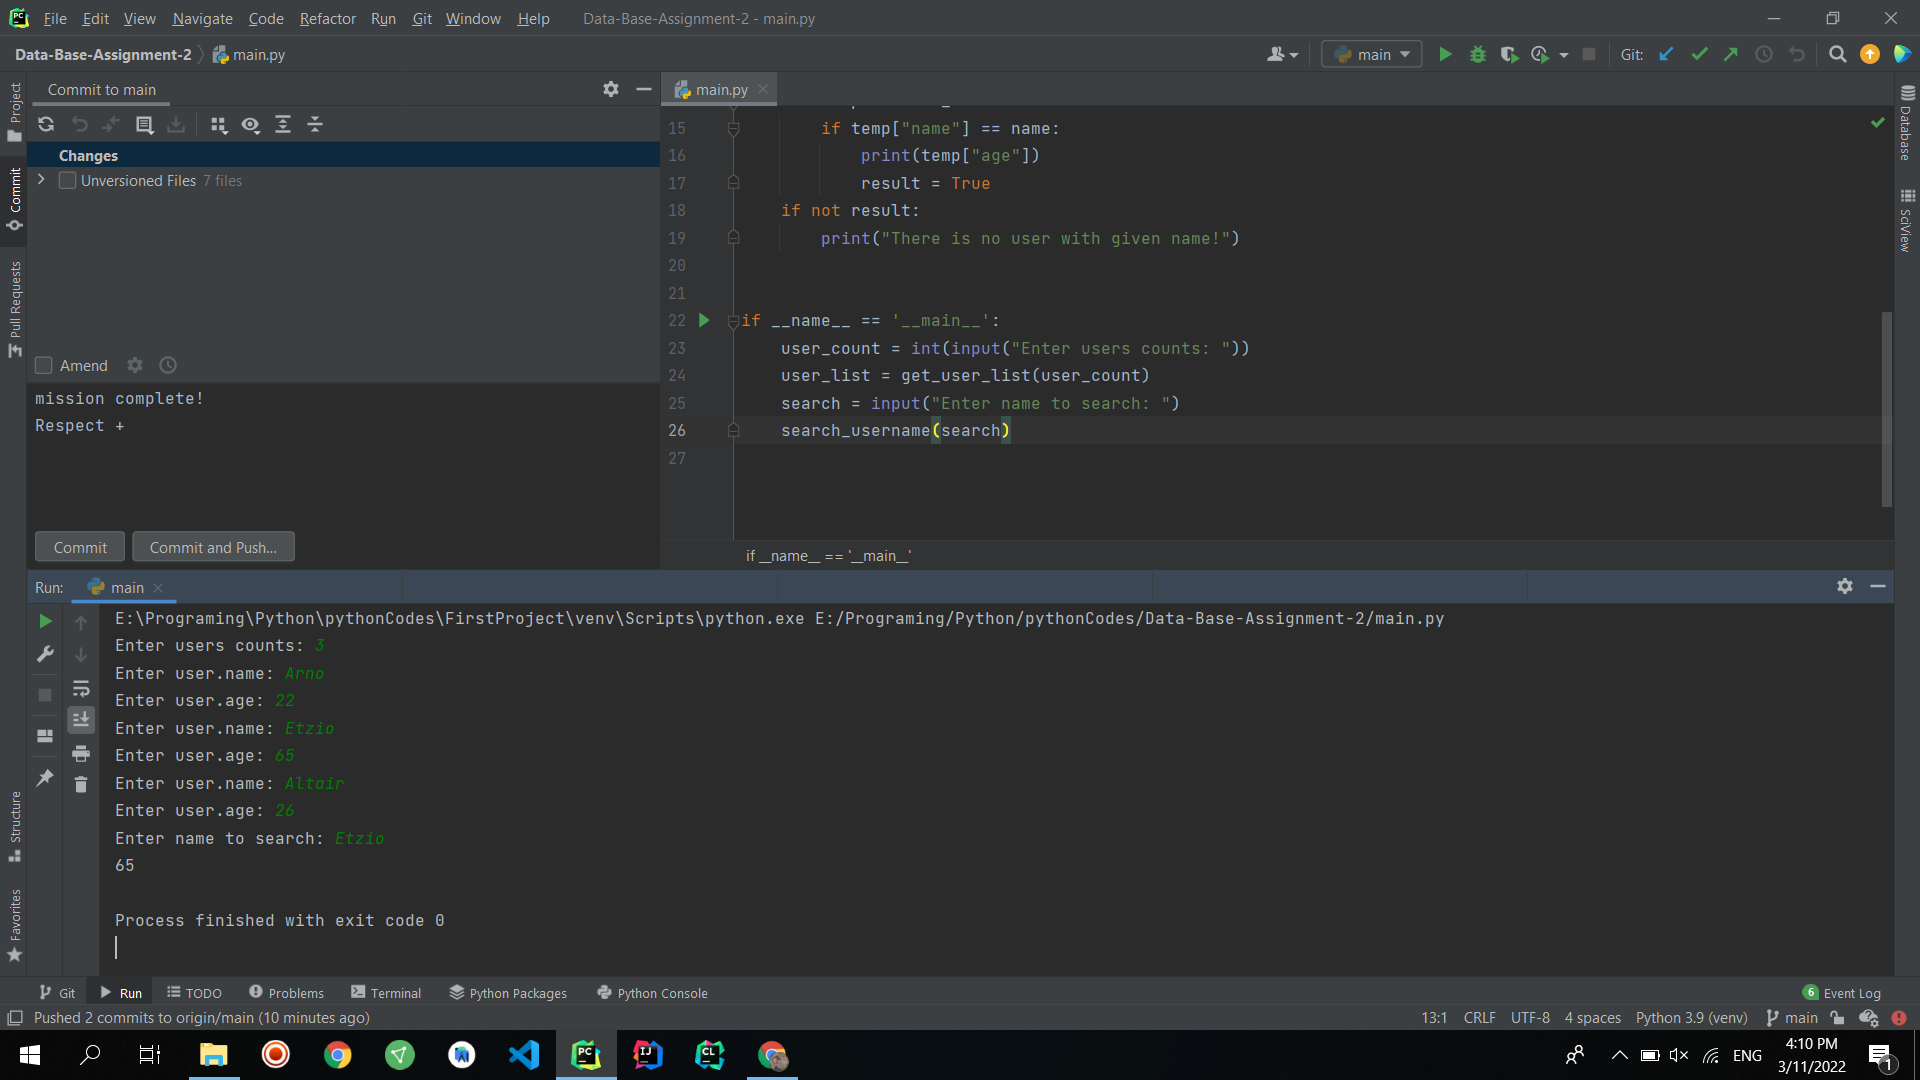 File Edit View Navigate Code Refactor Run Git Window Help Data-Base-Assignment-2 - main.py
Data-Base-Assignment-2 main.py main Git:
Project
Commit
Pull Requests
Structure
Favorites
Commit to main
Changes
Unversioned Files 7 files
Amend
mission complete!
Respect +
Commit Commit and Push...
main.py
15 if temp["name"] == name:
16 print(temp["age"])
17 result = True
18 if not result:
19 print("There is no user with given name!")
20
21
22 if __name__ == '__main__':
23 user_count = int(input("Enter users counts: "))
24 user_list = get_user_list(user_count)
25 search = input("Enter name to search: ")
26 search_username(search)
27
if __name__ == '__main__'
Database
SciView
Run: main
E:\Programing\Python\pythonCodes\FirstProject\venv\Scripts\python.exe E:/Programing/Python/pythonCodes/Data-Base-Assignment-2/main.py
Enter users counts: 3
Enter user.name: Arno
Enter user.age: 22
Enter user.name: Etzio
Enter user.age: 65
Enter user.name: Altair
Enter user.age: 26
Enter name to search: Etzio
65
Process finished with exit code 0
Git Run TODO Problems Terminal Python Packages Python Console 6 Event Log
Pushed 2 commits to origin/main (10 minutes ago) 13:1 CRLF UTF-8 4 spaces Python 3.9 (venv) main
PC IJ CL ENG 4:10 PM
3/11/2022 1